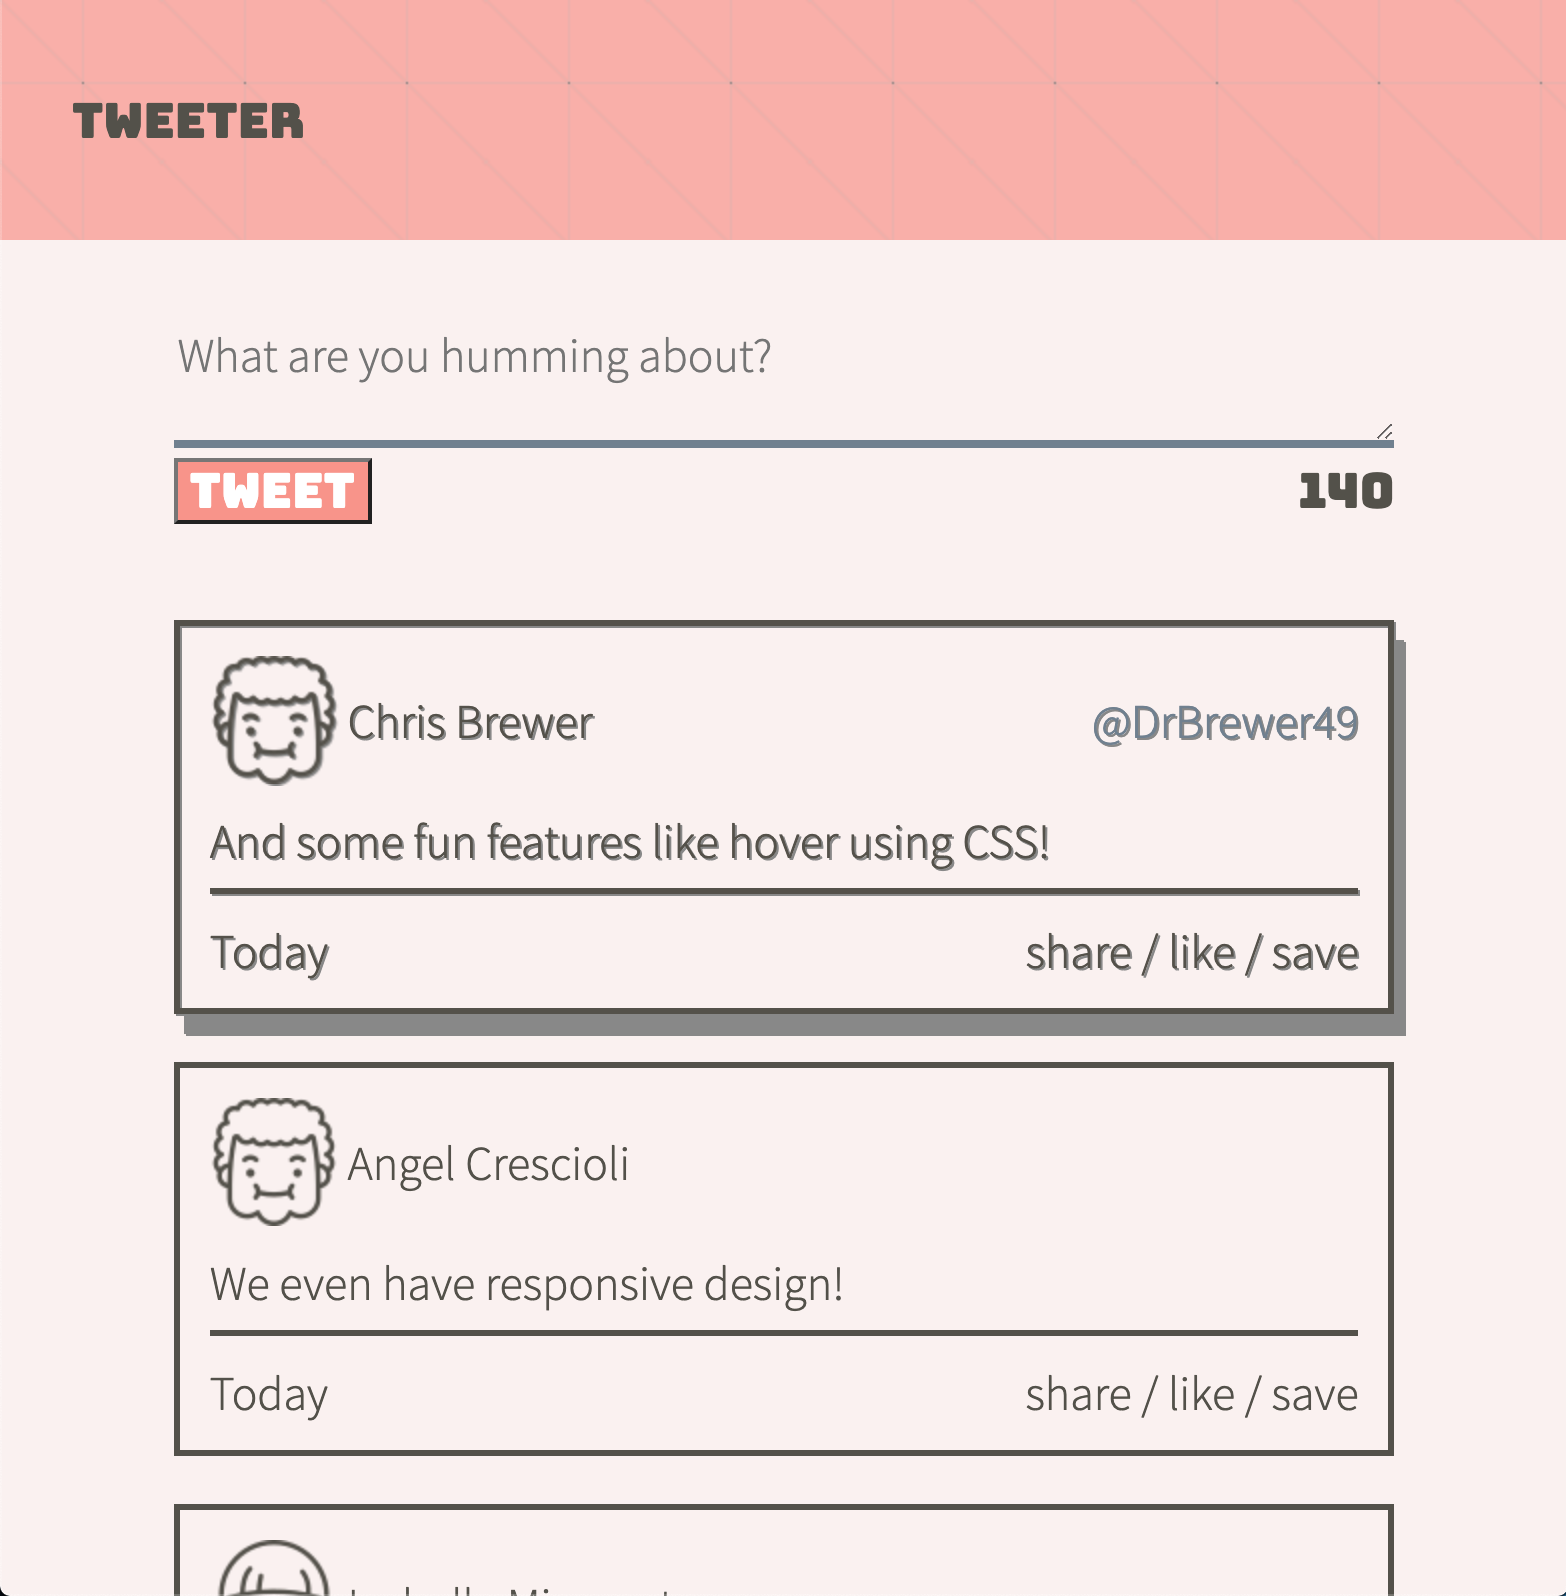 TWEETER
What are you humming about?
TWEET 140
Chris Brewer @DrBrewer49
And some fun features like hover using CSS!
Today share / like / save
Angel Crescioli
We even have responsive design!
Today share / like / save